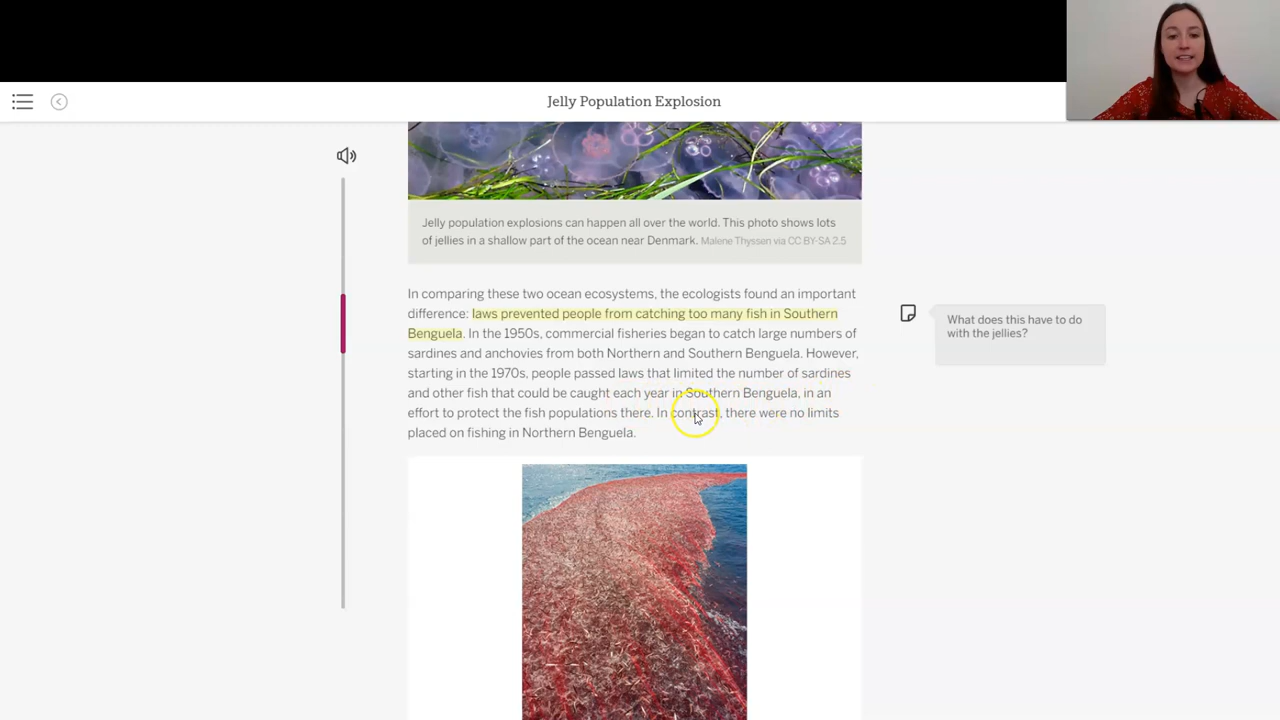 Jelly Population Explosion
Jelly population explosions can happen all over the world. This photo shows lots
of jellies in a shallow part of the ocean near Denmark. Malene Thyssen via CC BY-SA 2.5
In comparing these two ocean ecosystems, the ecologists found an important
difference: laws prevented people from catching too many fish in Southern
Benguela. In the 1950s, commercial fisheries began to catch large numbers of
sardines and anchovies from both Northern and Southern Benguela. However,
starting in the 1970s, people passed laws that limited the number of sardines
and other fish that could be caught each year in Southern Benguela, in an
effort to protect the fish populations there. In contrast, there were no limits
placed on fishing in Northern Benguela.
What does this have to do
with the jellies?